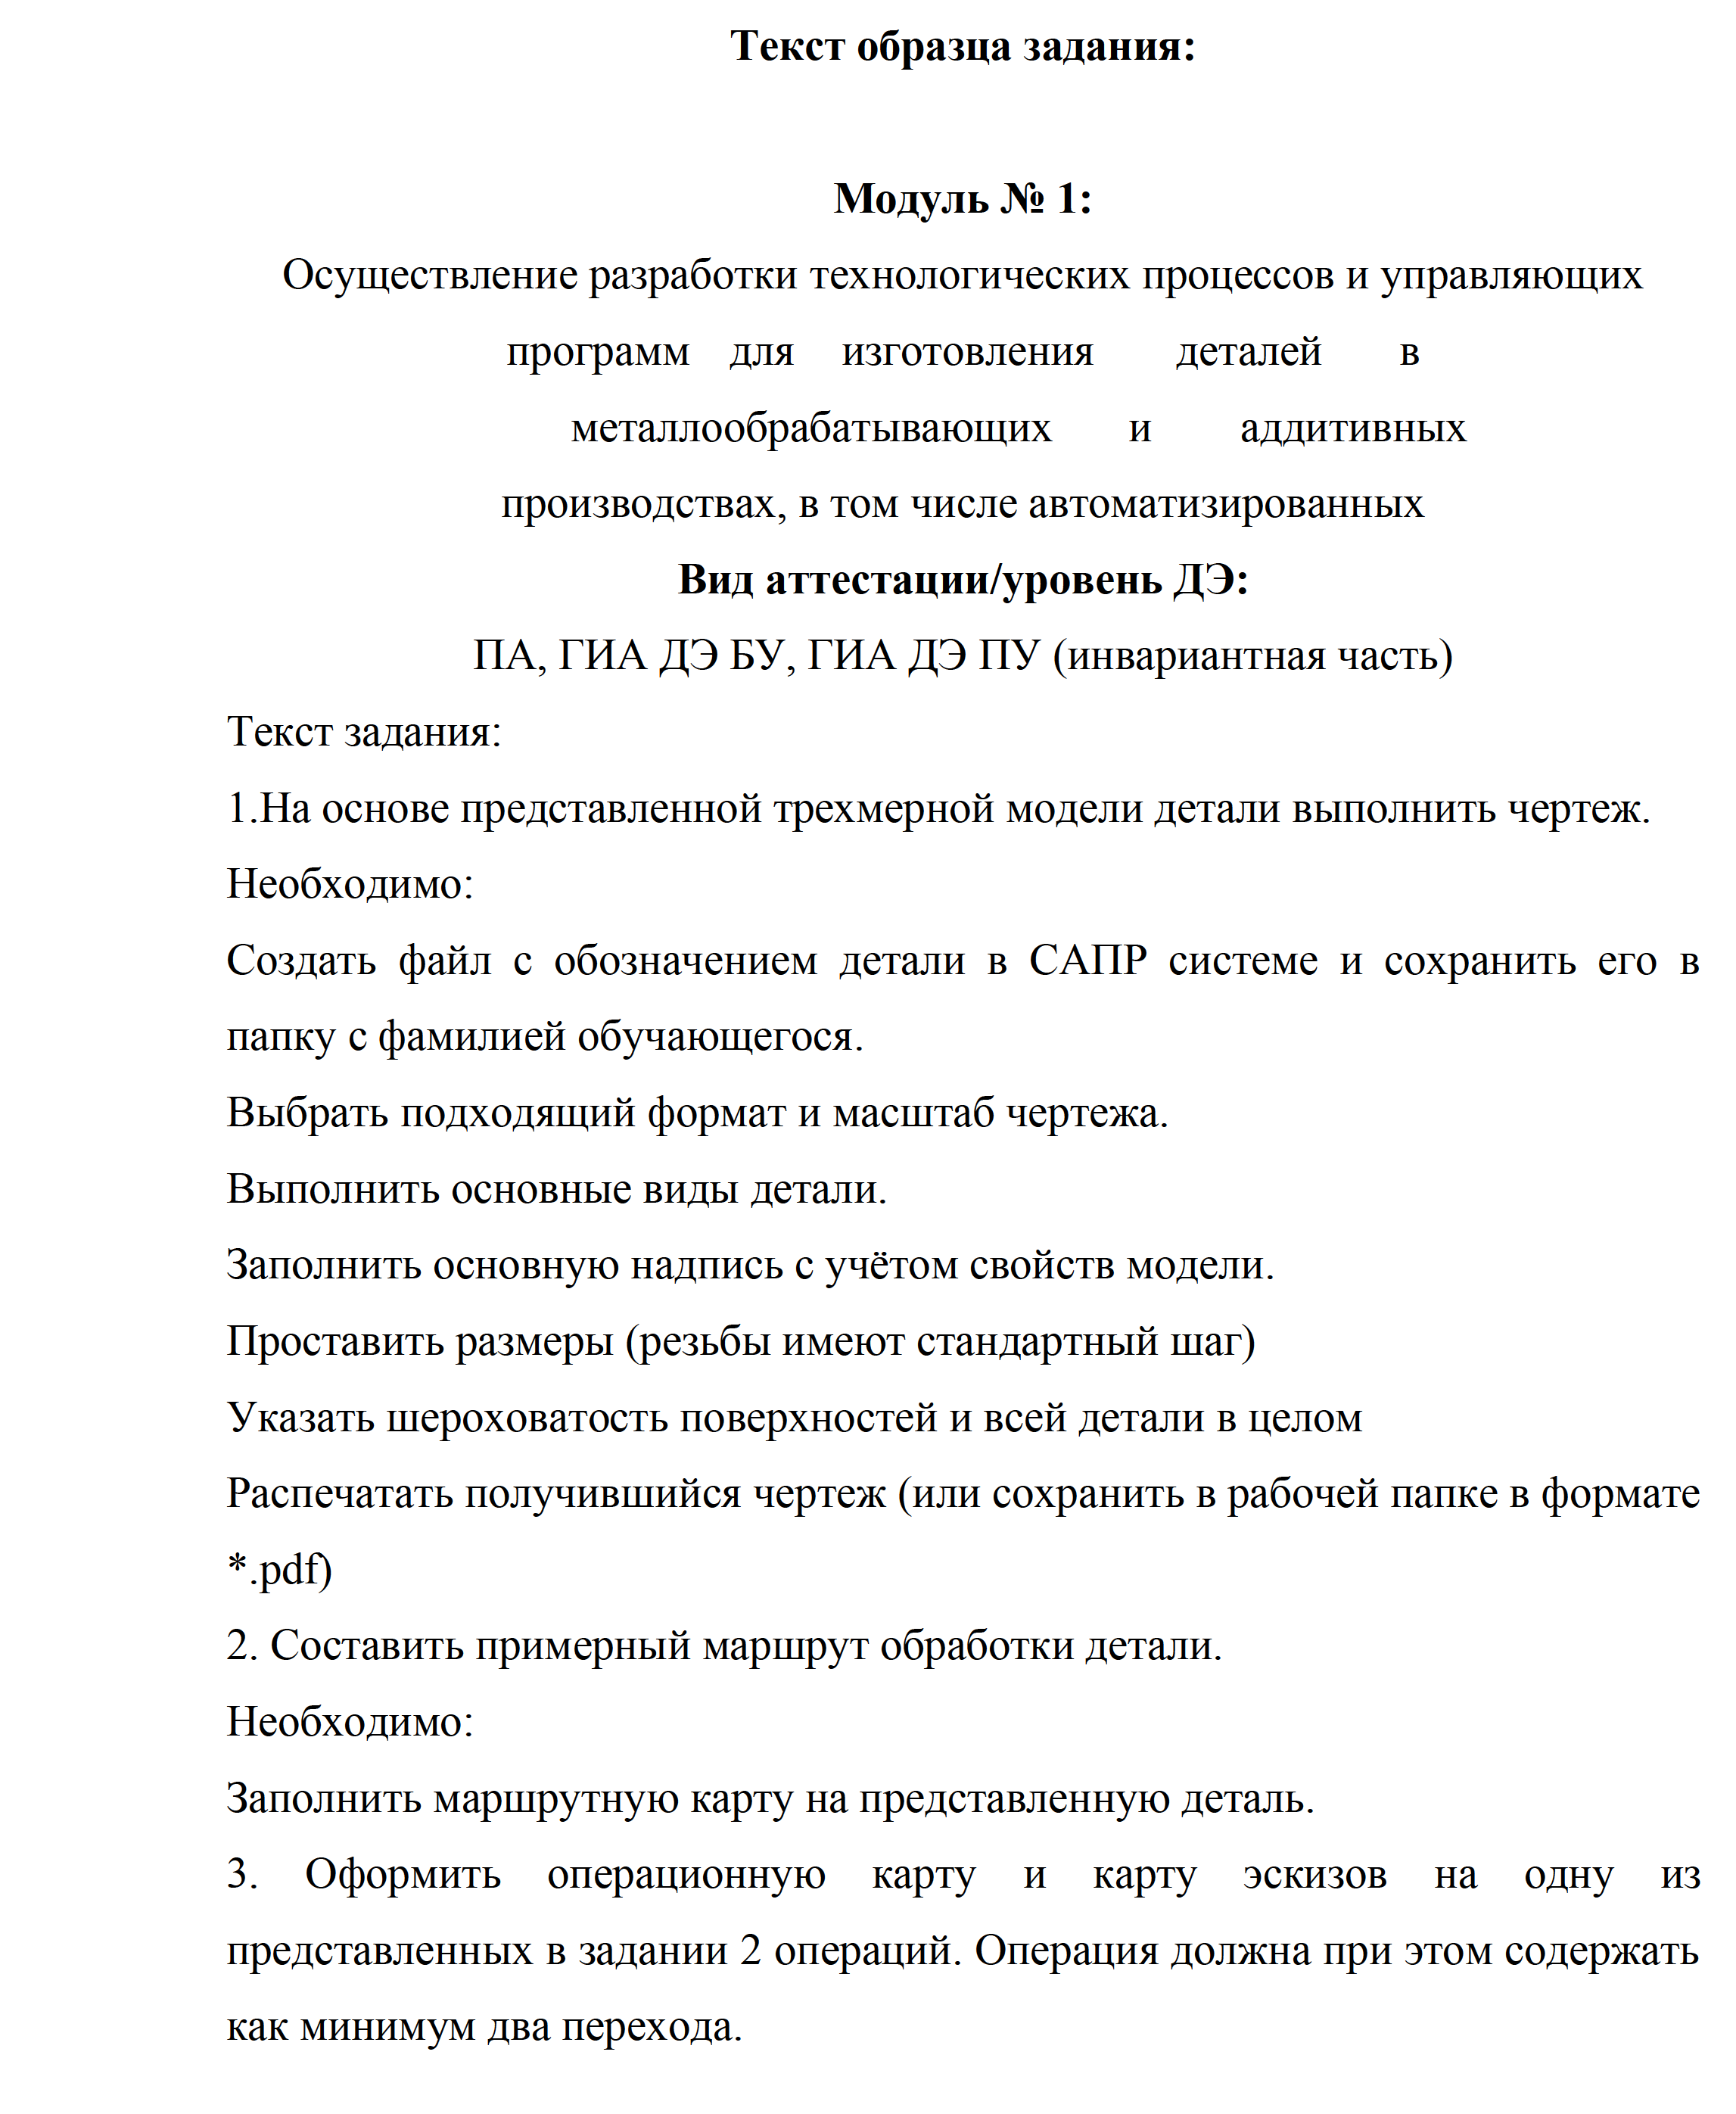 Текст образца задания:
Модуль № 1:
Осуществление разработки технологических процессов и управляющих
программ для изготовления деталей в
металлообрабатывающих и аддитивных
производствах, в том числе автоматизированных
Вид аттестации/уровень ДЭ:
ПА, ГИА ДЭ БУ, ГИА ДЭ ПУ (инвариантная часть)
Текст задания:
1.На основе представленной трехмерной модели детали выполнить чертеж.
Необходимо:
Создать файл с обозначением детали в САПР системе и сохранить его в
папку с фамилией обучающегося.
Выбрать подходящий формат и масштаб чертежа.
Выполнить основные виды детали.
Заполнить основную надпись с учётом свойств модели.
Проставить размеры (резьбы имеют стандартный шаг)
Указать шероховатость поверхностей и всей детали в целом
Распечатать получившийся чертеж (или сохранить в рабочей папке в формате
*.pdf)
2. Составить примерный маршрут обработки детали.
Необходимо:
Заполнить маршрутную карту на представленную деталь.
3. Оформить операционную карту и карту эскизов на одну из
представленных в задании 2 операций. Операция должна при этом содержать
как минимум два перехода.